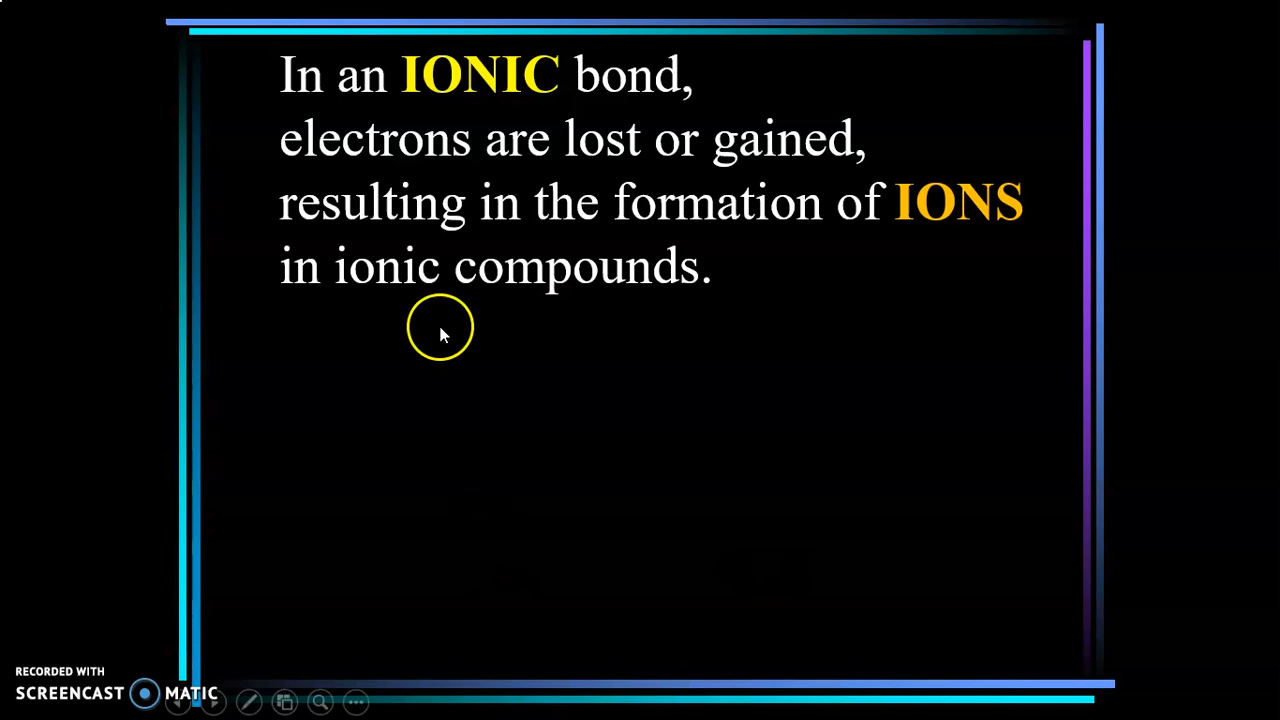 In an IONIC bond,
electrons are lost or gained,
resulting in the formation of IONS
in ionic compounds.
RECORDED WITH
SCREENCAST MATIC